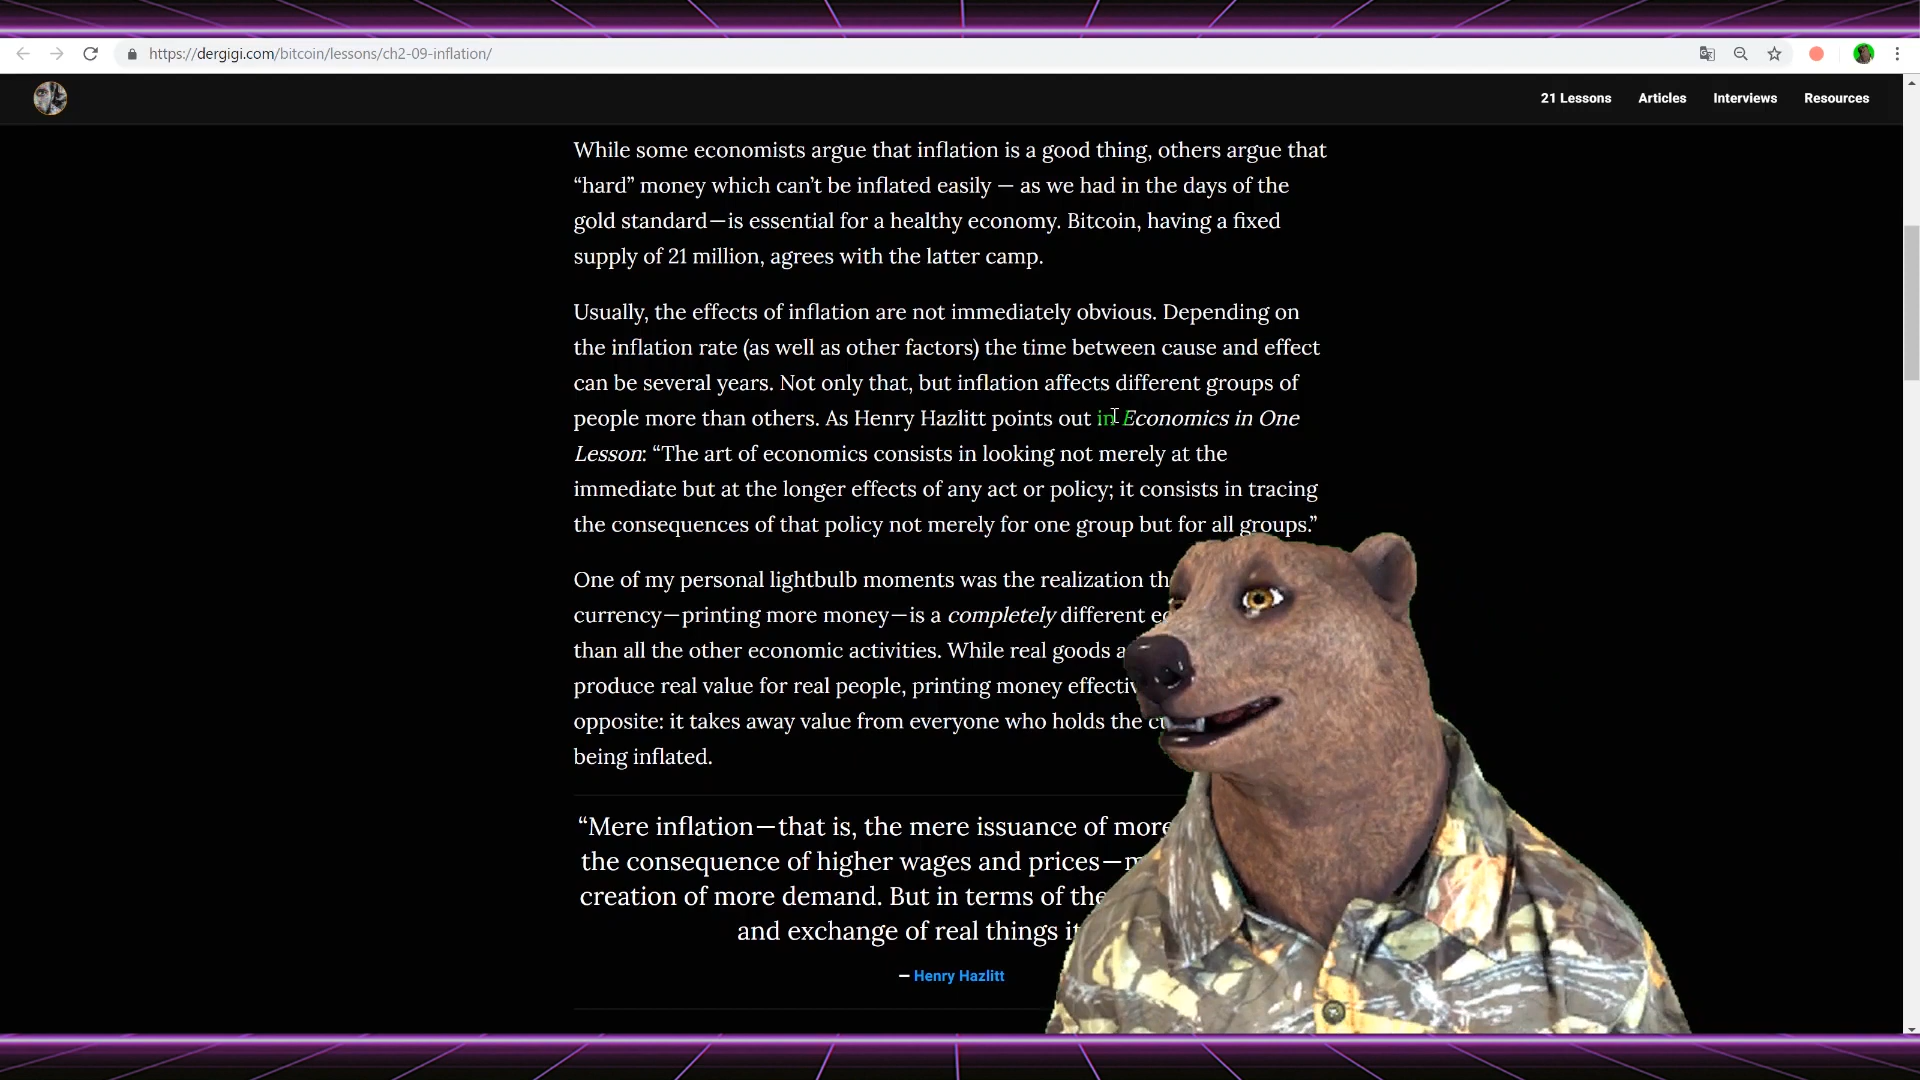 https://dergigi.com/bitcoin/lessons/ch2-09-inflation/
21 Lessons Articles Interviews Resources
While some economists argue that inflation is a good thing, others argue that
“hard” money which can’t be inflated easily — as we had in the days of the
gold standard—is essential for a healthy economy. Bitcoin, having a fixed
supply of 21 million, agrees with the latter camp.
Usually, the effects of inflation are not immediately obvious. Depending on
the inflation rate (as well as other factors) the time between cause and effect
can be several years. Not only that, but inflation affects different groups of
people more than others. As Henry Hazlitt points out in Economics in One
Lesson: “The art of economics consists in looking not merely at the
immediate but at the longer effects of any act or policy; it consists in tracing
the consequences of that policy not merely for one group but for all groups.”
One of my personal lightbulb moments was the realization
currency—printing more money—is a completely different
than all the other economic activities. While real goods
produce real value for real people, printing money
opposite: it takes away value from everyone who holds the
being inflated.
“Mere inflation—that is, the mere issuance of more
the consequence of higher wages and prices—
creation of more demand. But in terms of the
and exchange of real things
— Henry Hazlitt